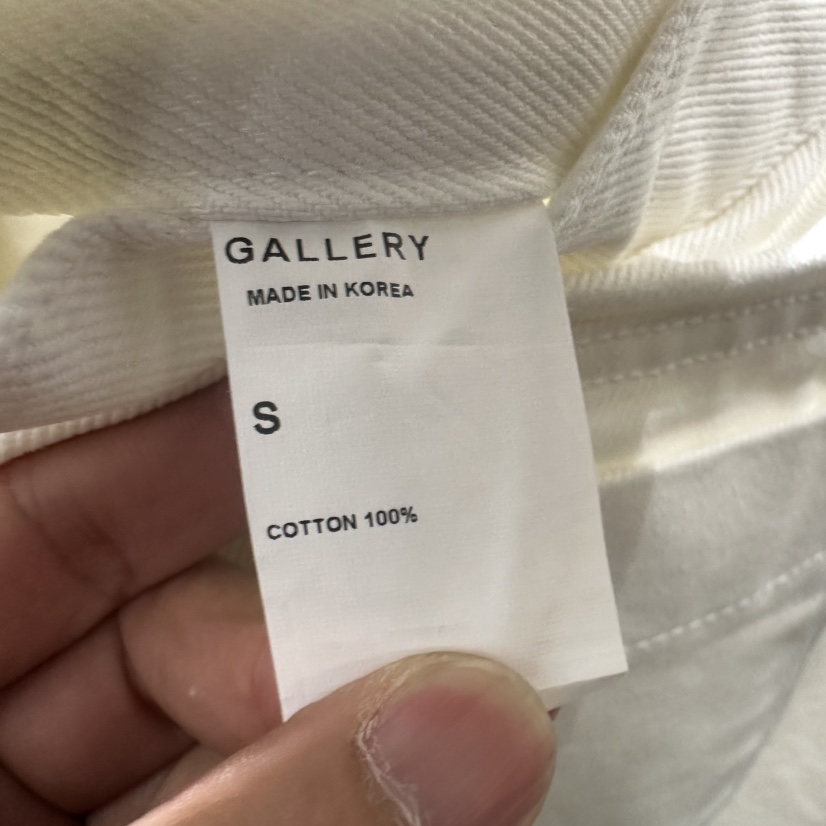 GALLERY
MADE IN KOREA
S
COTTON 100%